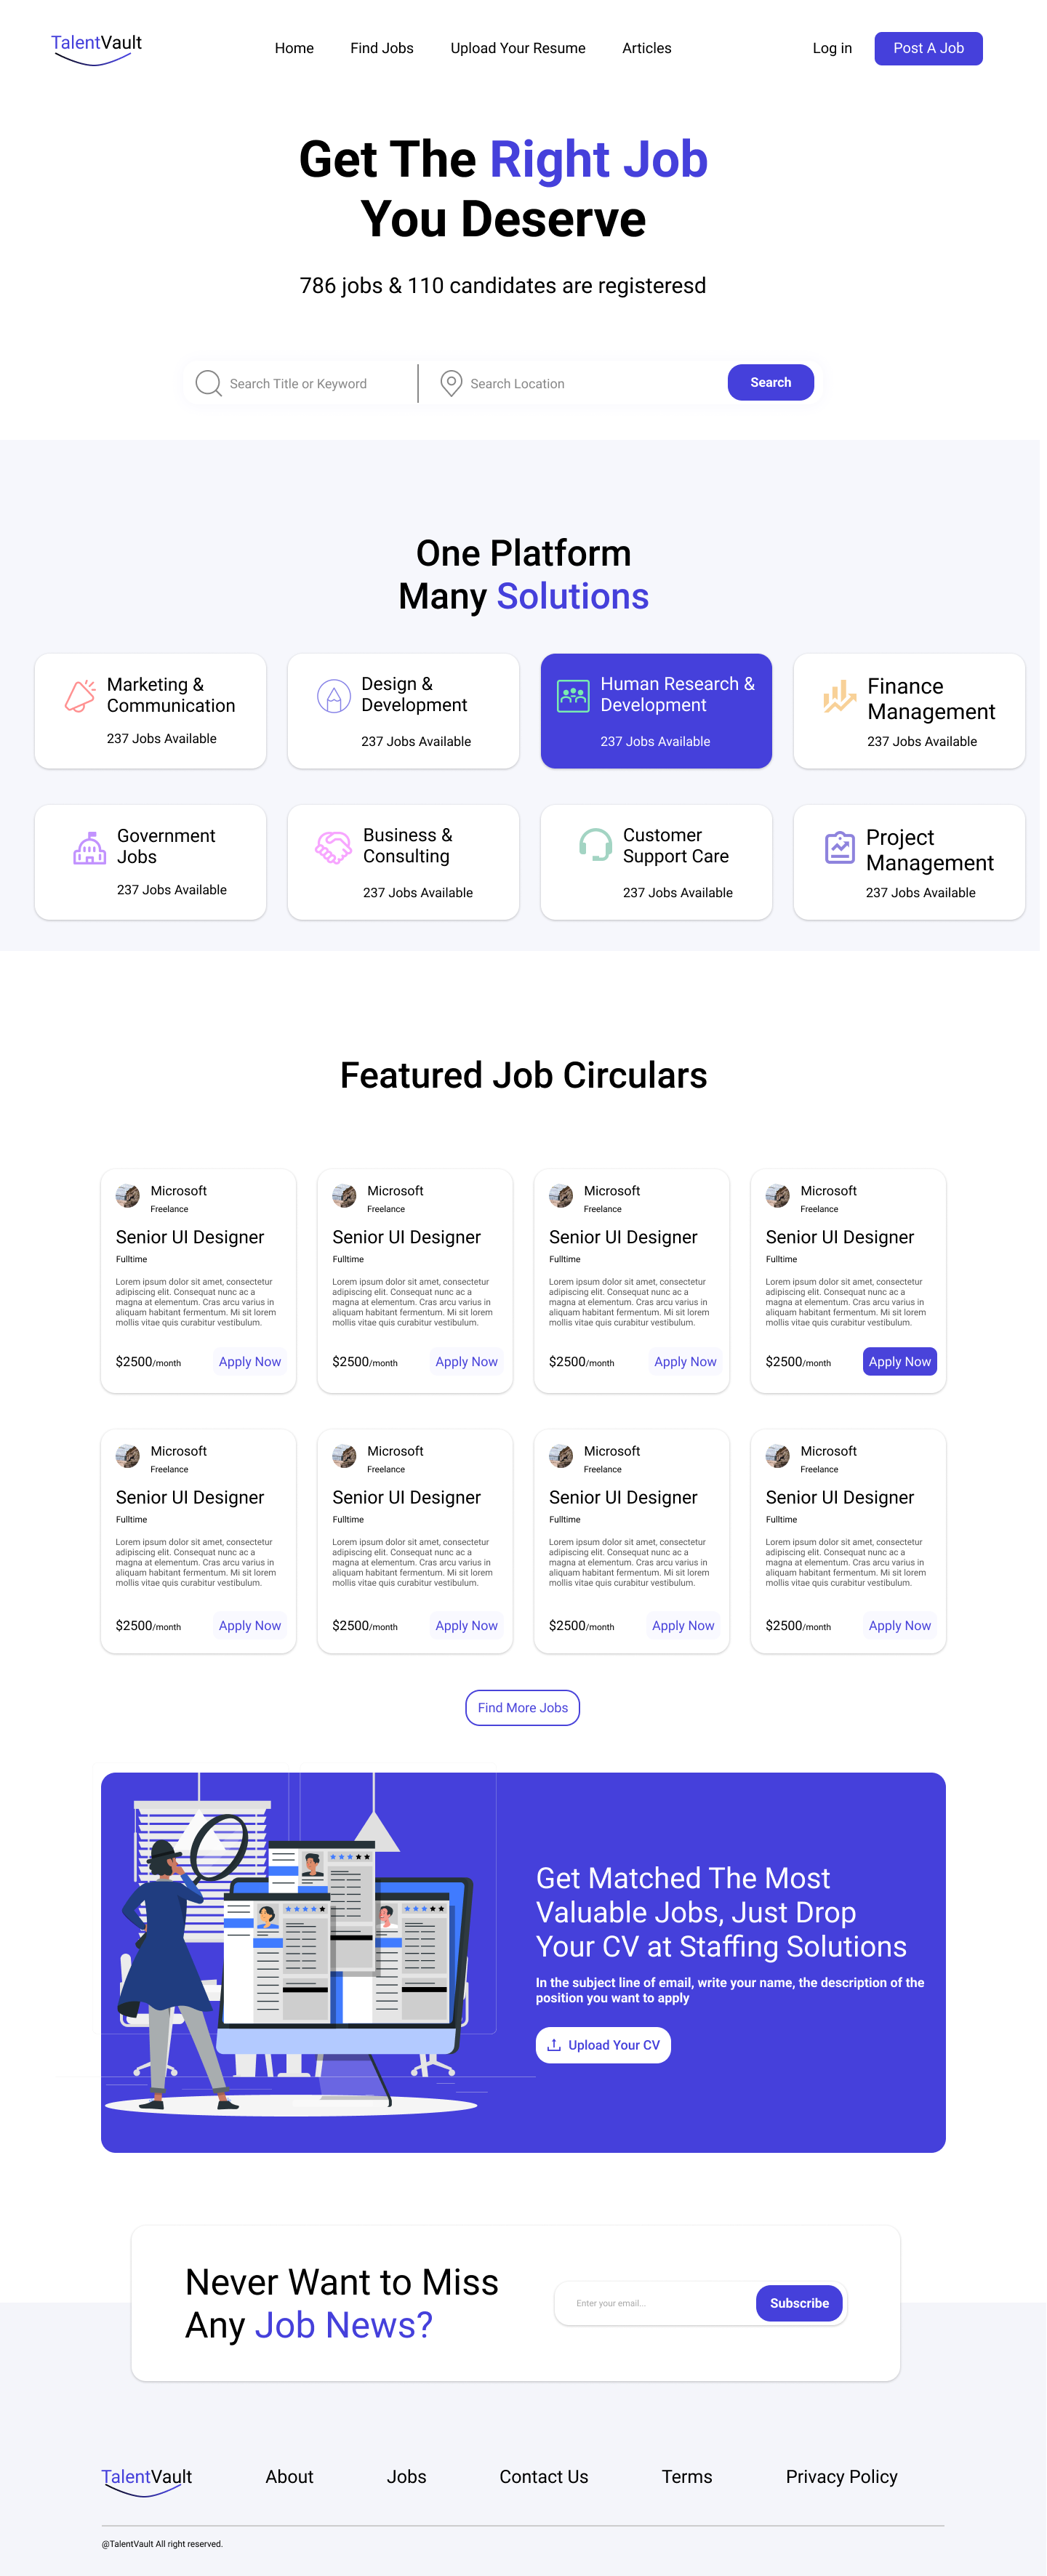 TalentVault
Home
Find Jobs
Upload Your Resume
Articles
Log in
Post A Job
Get The Right Job
You Deserve
786 jobs & 110 candidates are registeresd
Search Title or Keyword
Search Location
Search
One Platform
Many Solutions
Marketing &
Communication
237 Jobs Available
Design &
Development
237 Jobs Available
Human Research &
Development
237 Jobs Available
Finance
Management
237 Jobs Available
Government
Jobs
237 Jobs Available
Business &
Consulting
237 Jobs Available
Customer
Support Care
237 Jobs Available
Project
Management
237 Jobs Available
Featured Job Circulars
Microsoft
Freelance
Senior UI Designer
Fulltime
Lorem ipsum dolor sit amet, consectetur
adipiscing elit. Consequat nunc ac a
magna at elementum. Cras arcu varius in
aliquam habitant fermentum. Mi sit lorem
mollis vitae quis curabitur vestibulum.
$2500/month
Apply Now
Microsoft
Freelance
Senior UI Designer
Fulltime
Lorem ipsum dolor sit amet, consectetur
adipiscing elit. Consequat nunc ac a
magna at elementum. Cras arcu varius in
aliquam habitant fermentum. Mi sit lorem
mollis vitae quis curabitur vestibulum.
$2500/month
Apply Now
Microsoft
Freelance
Senior UI Designer
Fulltime
Lorem ipsum dolor sit amet, consectetur
adipiscing elit. Consequat nunc ac a
magna at elementum. Cras arcu varius in
aliquam habitant fermentum. Mi sit lorem
mollis vitae quis curabitur vestibulum.
$2500/month
Apply Now
Microsoft
Freelance
Senior UI Designer
Fulltime
Lorem ipsum dolor sit amet, consectetur
adipiscing elit. Consequat nunc ac a
magna at elementum. Cras arcu varius in
aliquam habitant fermentum. Mi sit lorem
mollis vitae quis curabitur vestibulum.
$2500/month
Apply Now
Microsoft
Freelance
Senior UI Designer
Fulltime
Lorem ipsum dolor sit amet, consectetur
adipiscing elit. Consequat nunc ac a
magna at elementum. Cras arcu varius in
aliquam habitant fermentum. Mi sit lorem
mollis vitae quis curabitur vestibulum.
$2500/month
Apply Now
Microsoft
Freelance
Senior UI Designer
Fulltime
Lorem ipsum dolor sit amet, consectetur
adipiscing elit. Consequat nunc ac a
magna at elementum. Cras arcu varius in
aliquam habitant fermentum. Mi sit lorem
mollis vitae quis curabitur vestibulum.
$2500/month
Apply Now
Microsoft
Freelance
Senior UI Designer
Fulltime
Lorem ipsum dolor sit amet, consectetur
adipiscing elit. Consequat nunc ac a
magna at elementum. Cras arcu varius in
aliquam habitant fermentum. Mi sit lorem
mollis vitae quis curabitur vestibulum.
$2500/month
Apply Now
Microsoft
Freelance
Senior UI Designer
Fulltime
Lorem ipsum dolor sit amet, consectetur
adipiscing elit. Consequat nunc ac a
magna at elementum. Cras arcu varius in
aliquam habitant fermentum. Mi sit lorem
mollis vitae quis curabitur vestibulum.
$2500/month
Apply Now
Find More Jobs
Get Matched The Most
Valuable Jobs, Just Drop
Your CV at Staffing Solutions
In the subject line of email, write your name, the description of the
position you want to apply
Upload Your CV
Never Want to Miss
Any Job News?
Enter your email...
Subscribe
TalentVault
About
Jobs
Contact Us
Terms
Privacy Policy
@TalentVault All right reserved.